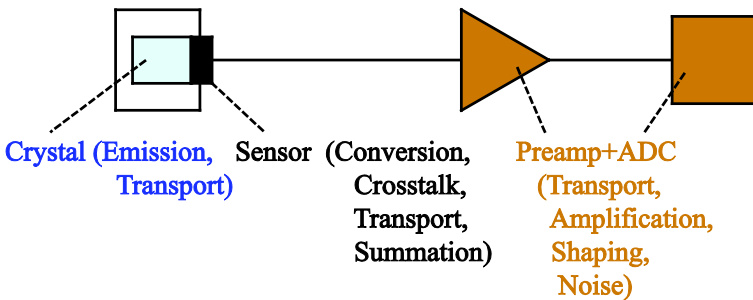 Crystal (Emission, Transport)
Sensor (Conversion, Crosstalk, Transport, Summation)
Preamp+ADC (Transport, Amplification, Shaping, Noise)